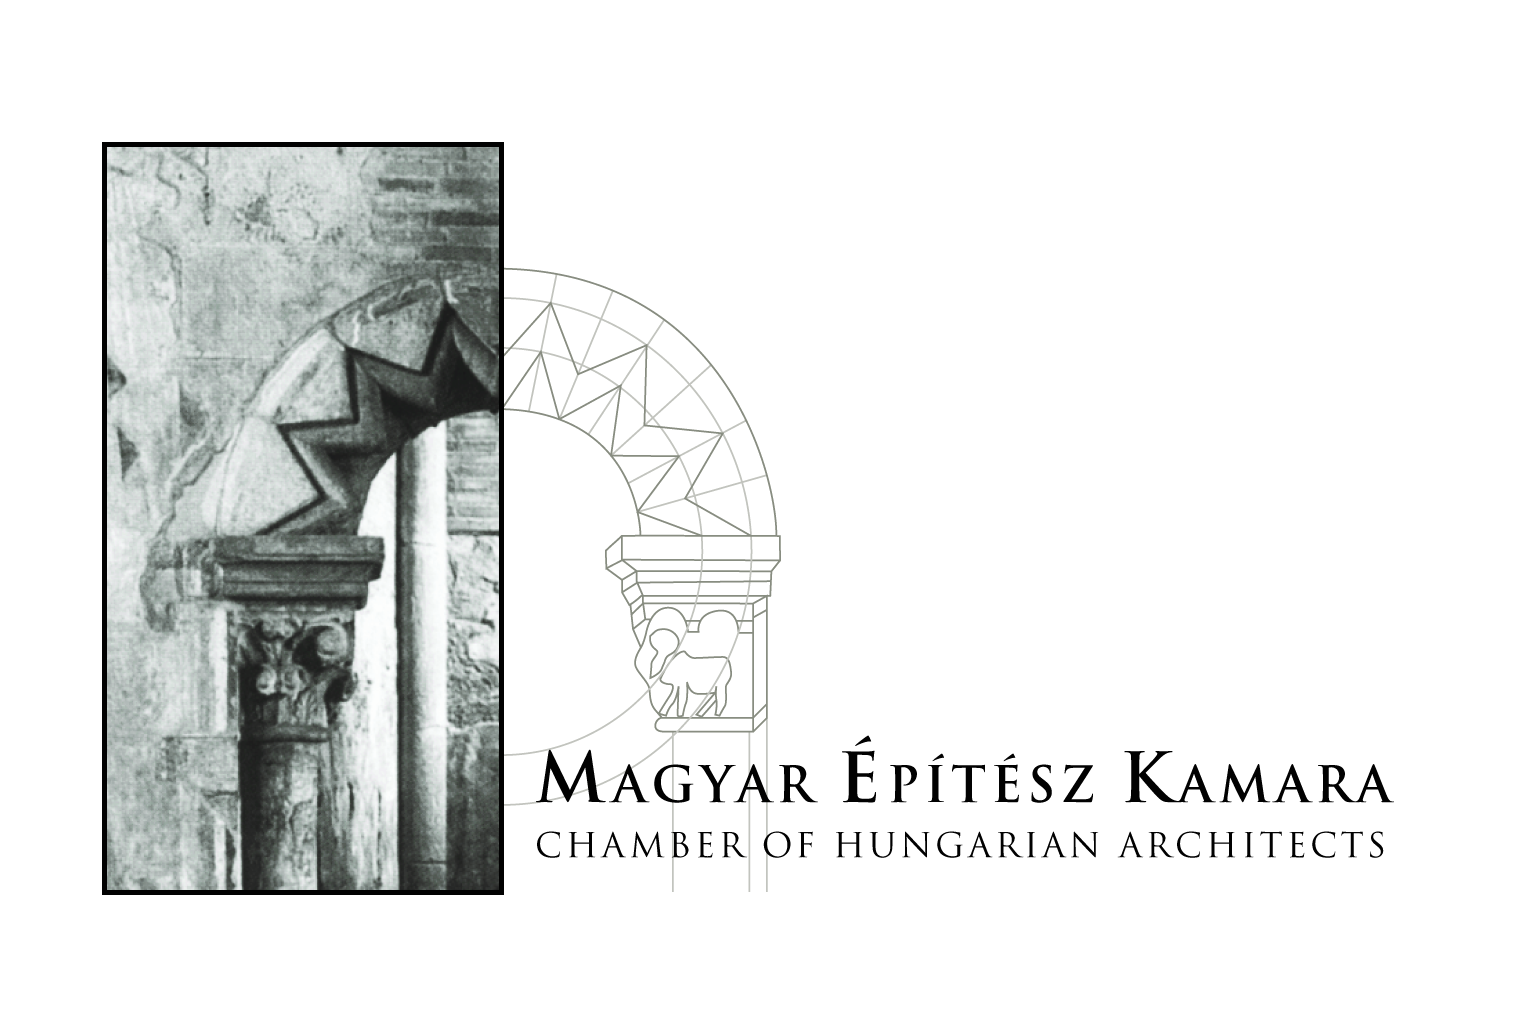 MAGYAR ÉPÍTÉSZ KAMARA
CHAMBER OF HUNGARIAN ARCHITECTS